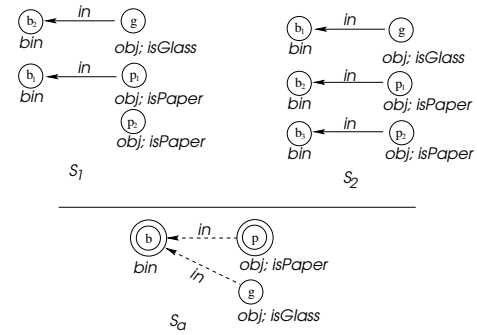 b₂ in g
bin obj; isGlass
b₁ in p₁
bin obj; isPaper
p₂
obj; isPaper
S₁
b₁ in g
bin obj; isGlass
b₂ in p₁
bin obj; isPaper
b₃ in p₂
bin obj; isPaper
S₂
b in p
bin obj; isPaper
in g
obj; isGlass
Sₐ